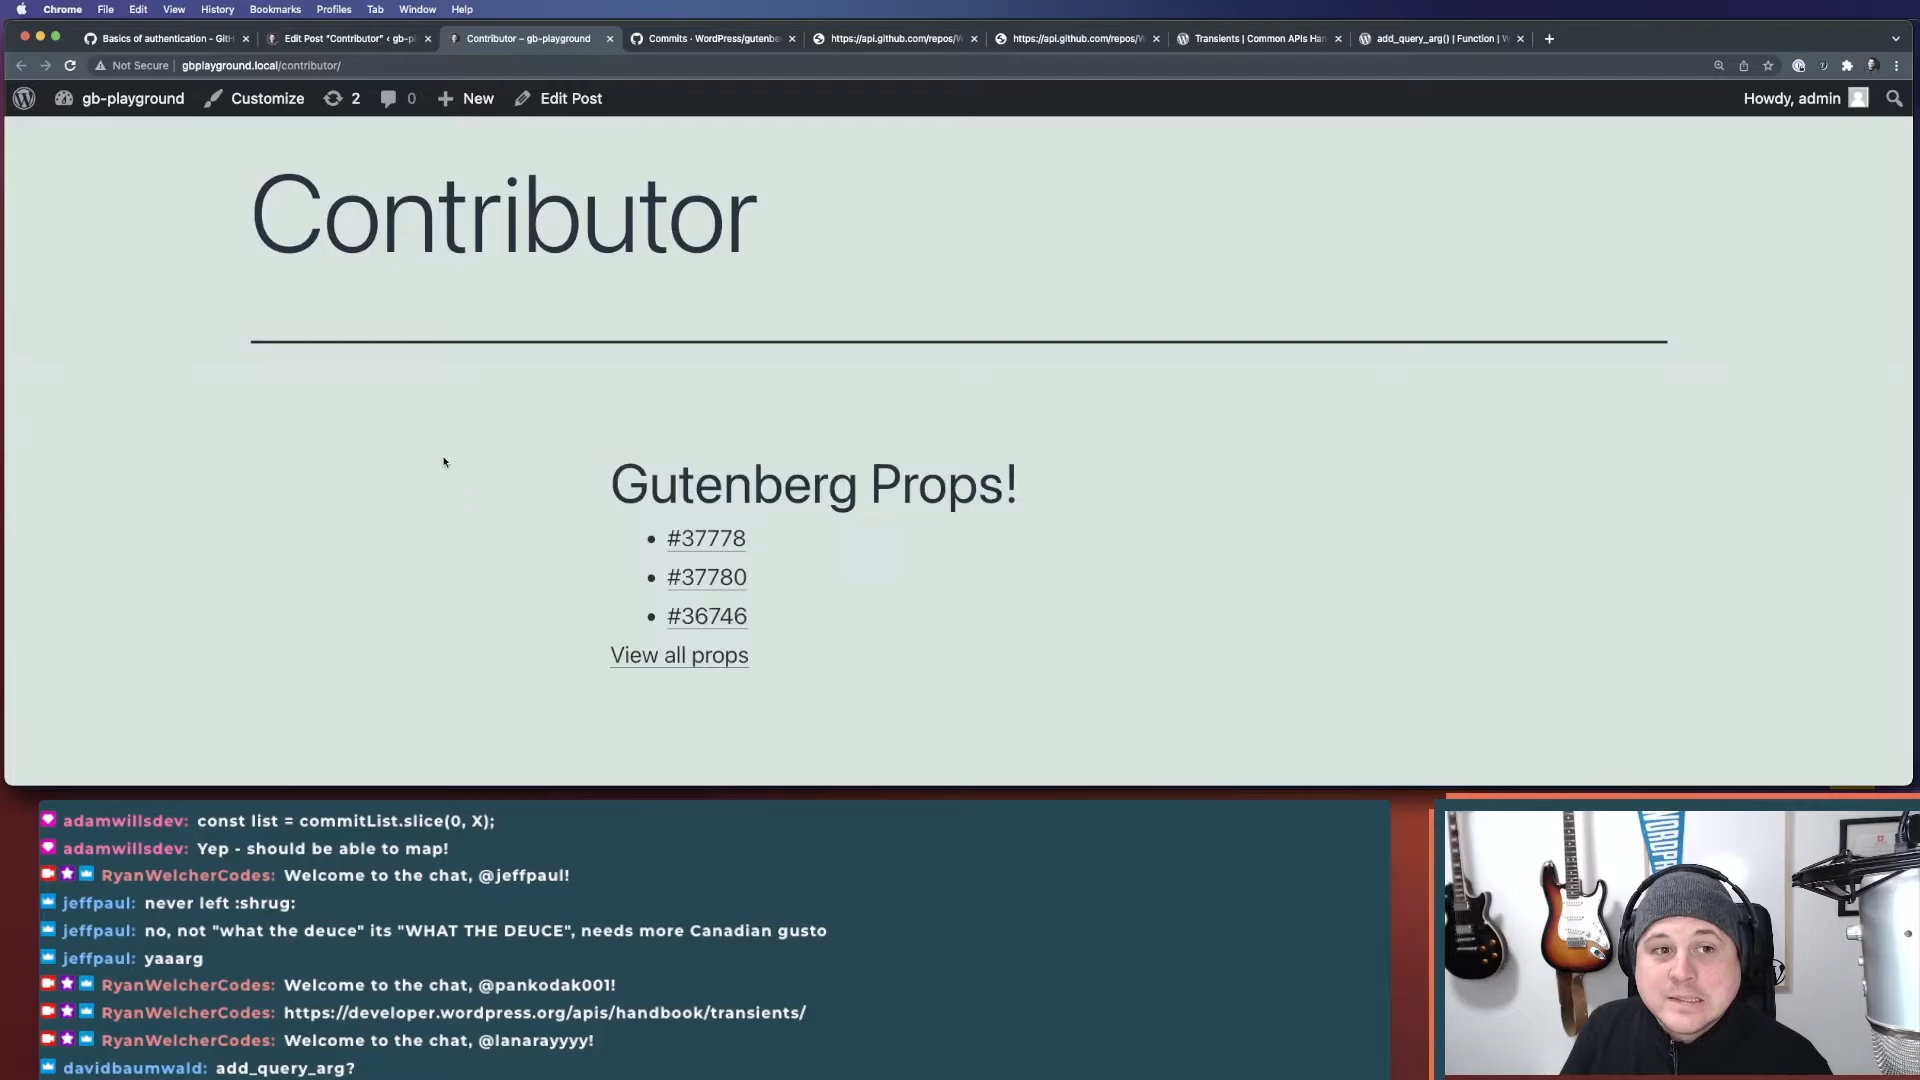 Chrome File Edit View History Bookmarks Profiles Tab Window Help
Basics of authentication - GitH
Edit Post "Contributor" ‹ gb-pl
Contributor – gb-playground
Commits · WordPress/gutenbe
https://api.github.com/repos/W
https://api.github.com/repos/W
Transients | Common APIs Han
add_query_arg() | Function | W
Not Secure | gbplayground.local/contributor/
gb-playground Customize 2 0 New Edit Post Howdy, admin
Contributor
Gutenberg Props!
#37778
#37780
#36746
View all props
adamwillsdev: const list = commitList.slice(0, X);
adamwillsdev: Yep - should be able to map!
RyanWelcherCodes: Welcome to the chat, @jeffpaul!
jeffpaul: never left :shrug:
jeffpaul: no, not "what the deuce" its "WHAT THE DEUCE", needs more Canadian gusto
jeffpaul: yaaarg
RyanWelcherCodes: Welcome to the chat, @pankodak001!
RyanWelcherCodes: https://developer.wordpress.org/apis/handbook/transients/
RyanWelcherCodes: Welcome to the chat, @lanarayyyy!
davidbaumwald: add_query_arg?